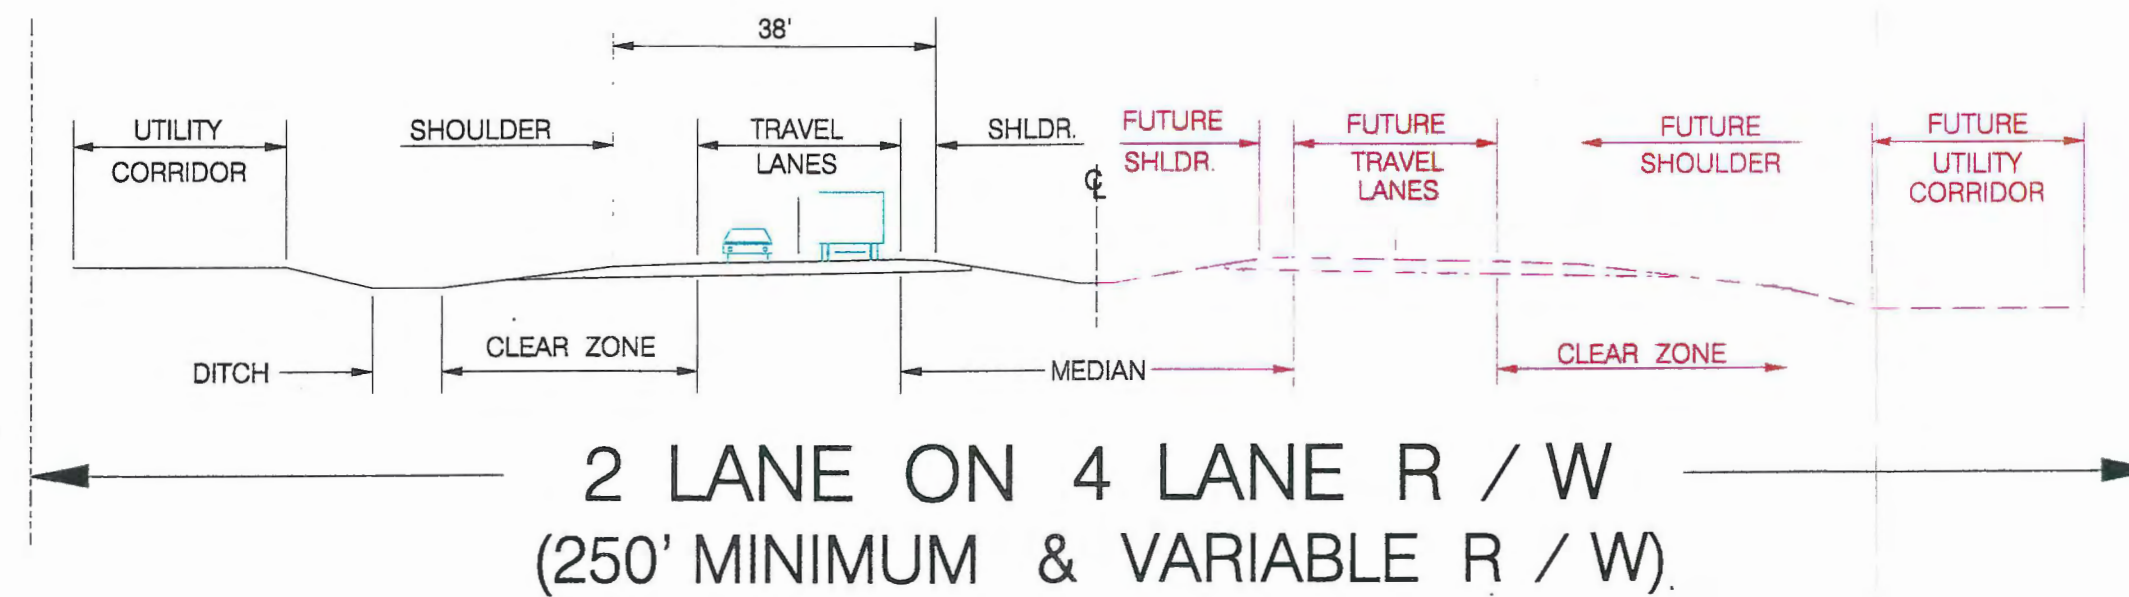 38'
UTILITY
CORRIDOR
SHOULDER
TRAVEL
LANES
SHLDR.
FUTURE
SHLDR.
FUTURE
TRAVEL
LANES
FUTURE
SHOULDER
FUTURE
UTILITY
CORRIDOR
℄
DITCH
CLEAR ZONE
MEDIAN
CLEAR ZONE
2 LANE ON 4 LANE R / W
(250' MINIMUM & VARIABLE R / W)